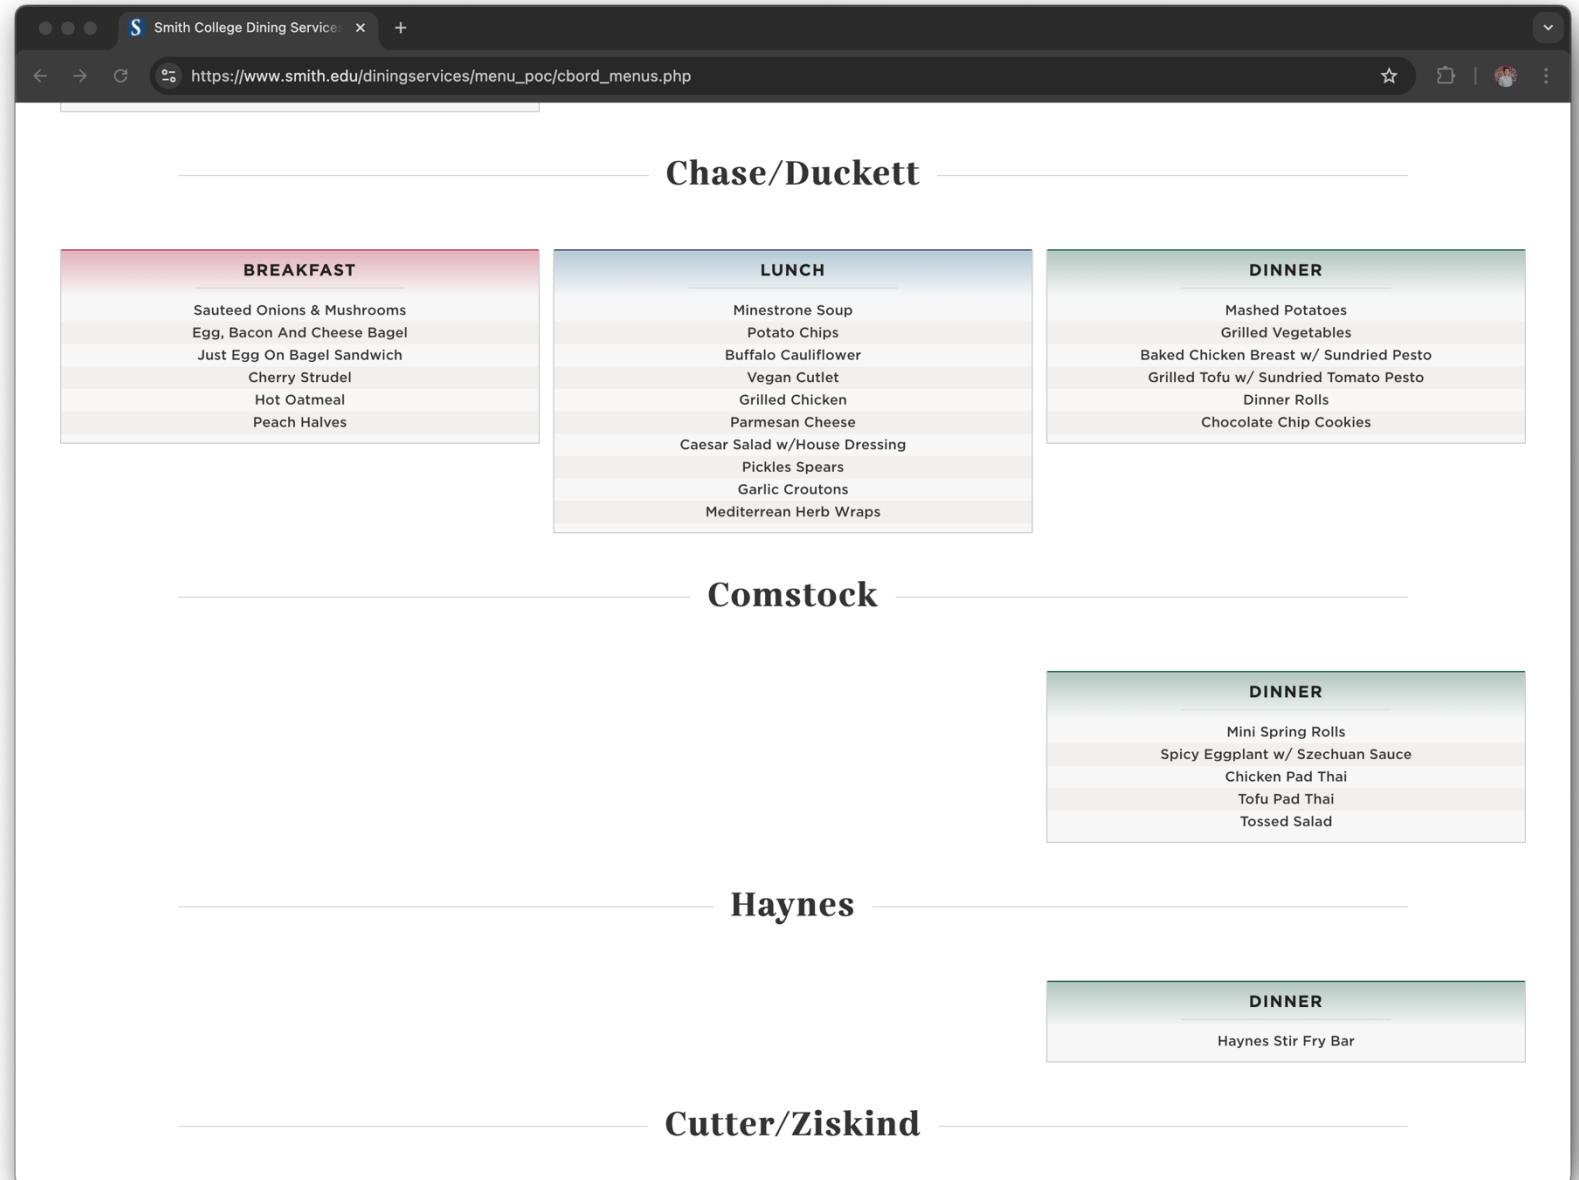 Smith College Dining Service
https://www.smith.edu/diningservices/menu_poc/cbord_menus.php
Chase/Duckett
BREAKFAST
Sauteed Onions & Mushrooms
Egg, Bacon And Cheese Bagel
Just Egg On Bagel Sandwich
Cherry Strudel
Hot Oatmeal
Peach Halves
LUNCH
Minestrone Soup
Potato Chips
Buffalo Cauliflower
Vegan Cutlet
Grilled Chicken
Parmesan Cheese
Caesar Salad w/House Dressing
Pickles Spears
Garlic Croutons
Mediterrean Herb Wraps
DINNER
Mashed Potatoes
Grilled Vegetables
Baked Chicken Breast w/ Sundried Pesto
Grilled Tofu w/ Sundried Tomato Pesto
Dinner Rolls
Chocolate Chip Cookies
Comstock
DINNER
Mini Spring Rolls
Spicy Eggplant w/ Szechuan Sauce
Chicken Pad Thai
Tofu Pad Thai
Tossed Salad
Haynes
DINNER
Haynes Stir Fry Bar
Cutter/Ziskind